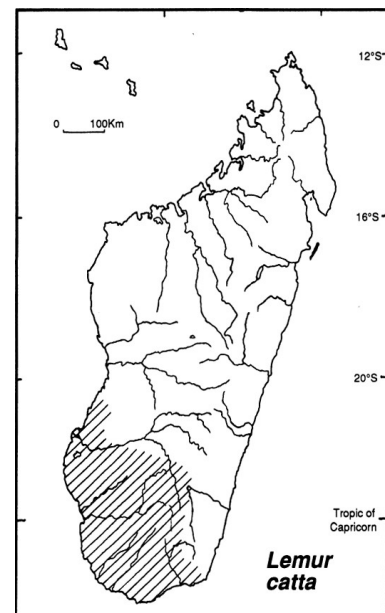 12°S
0 100Km
16°S
20°S
Tropic of
Capricorn
Lemur
catta